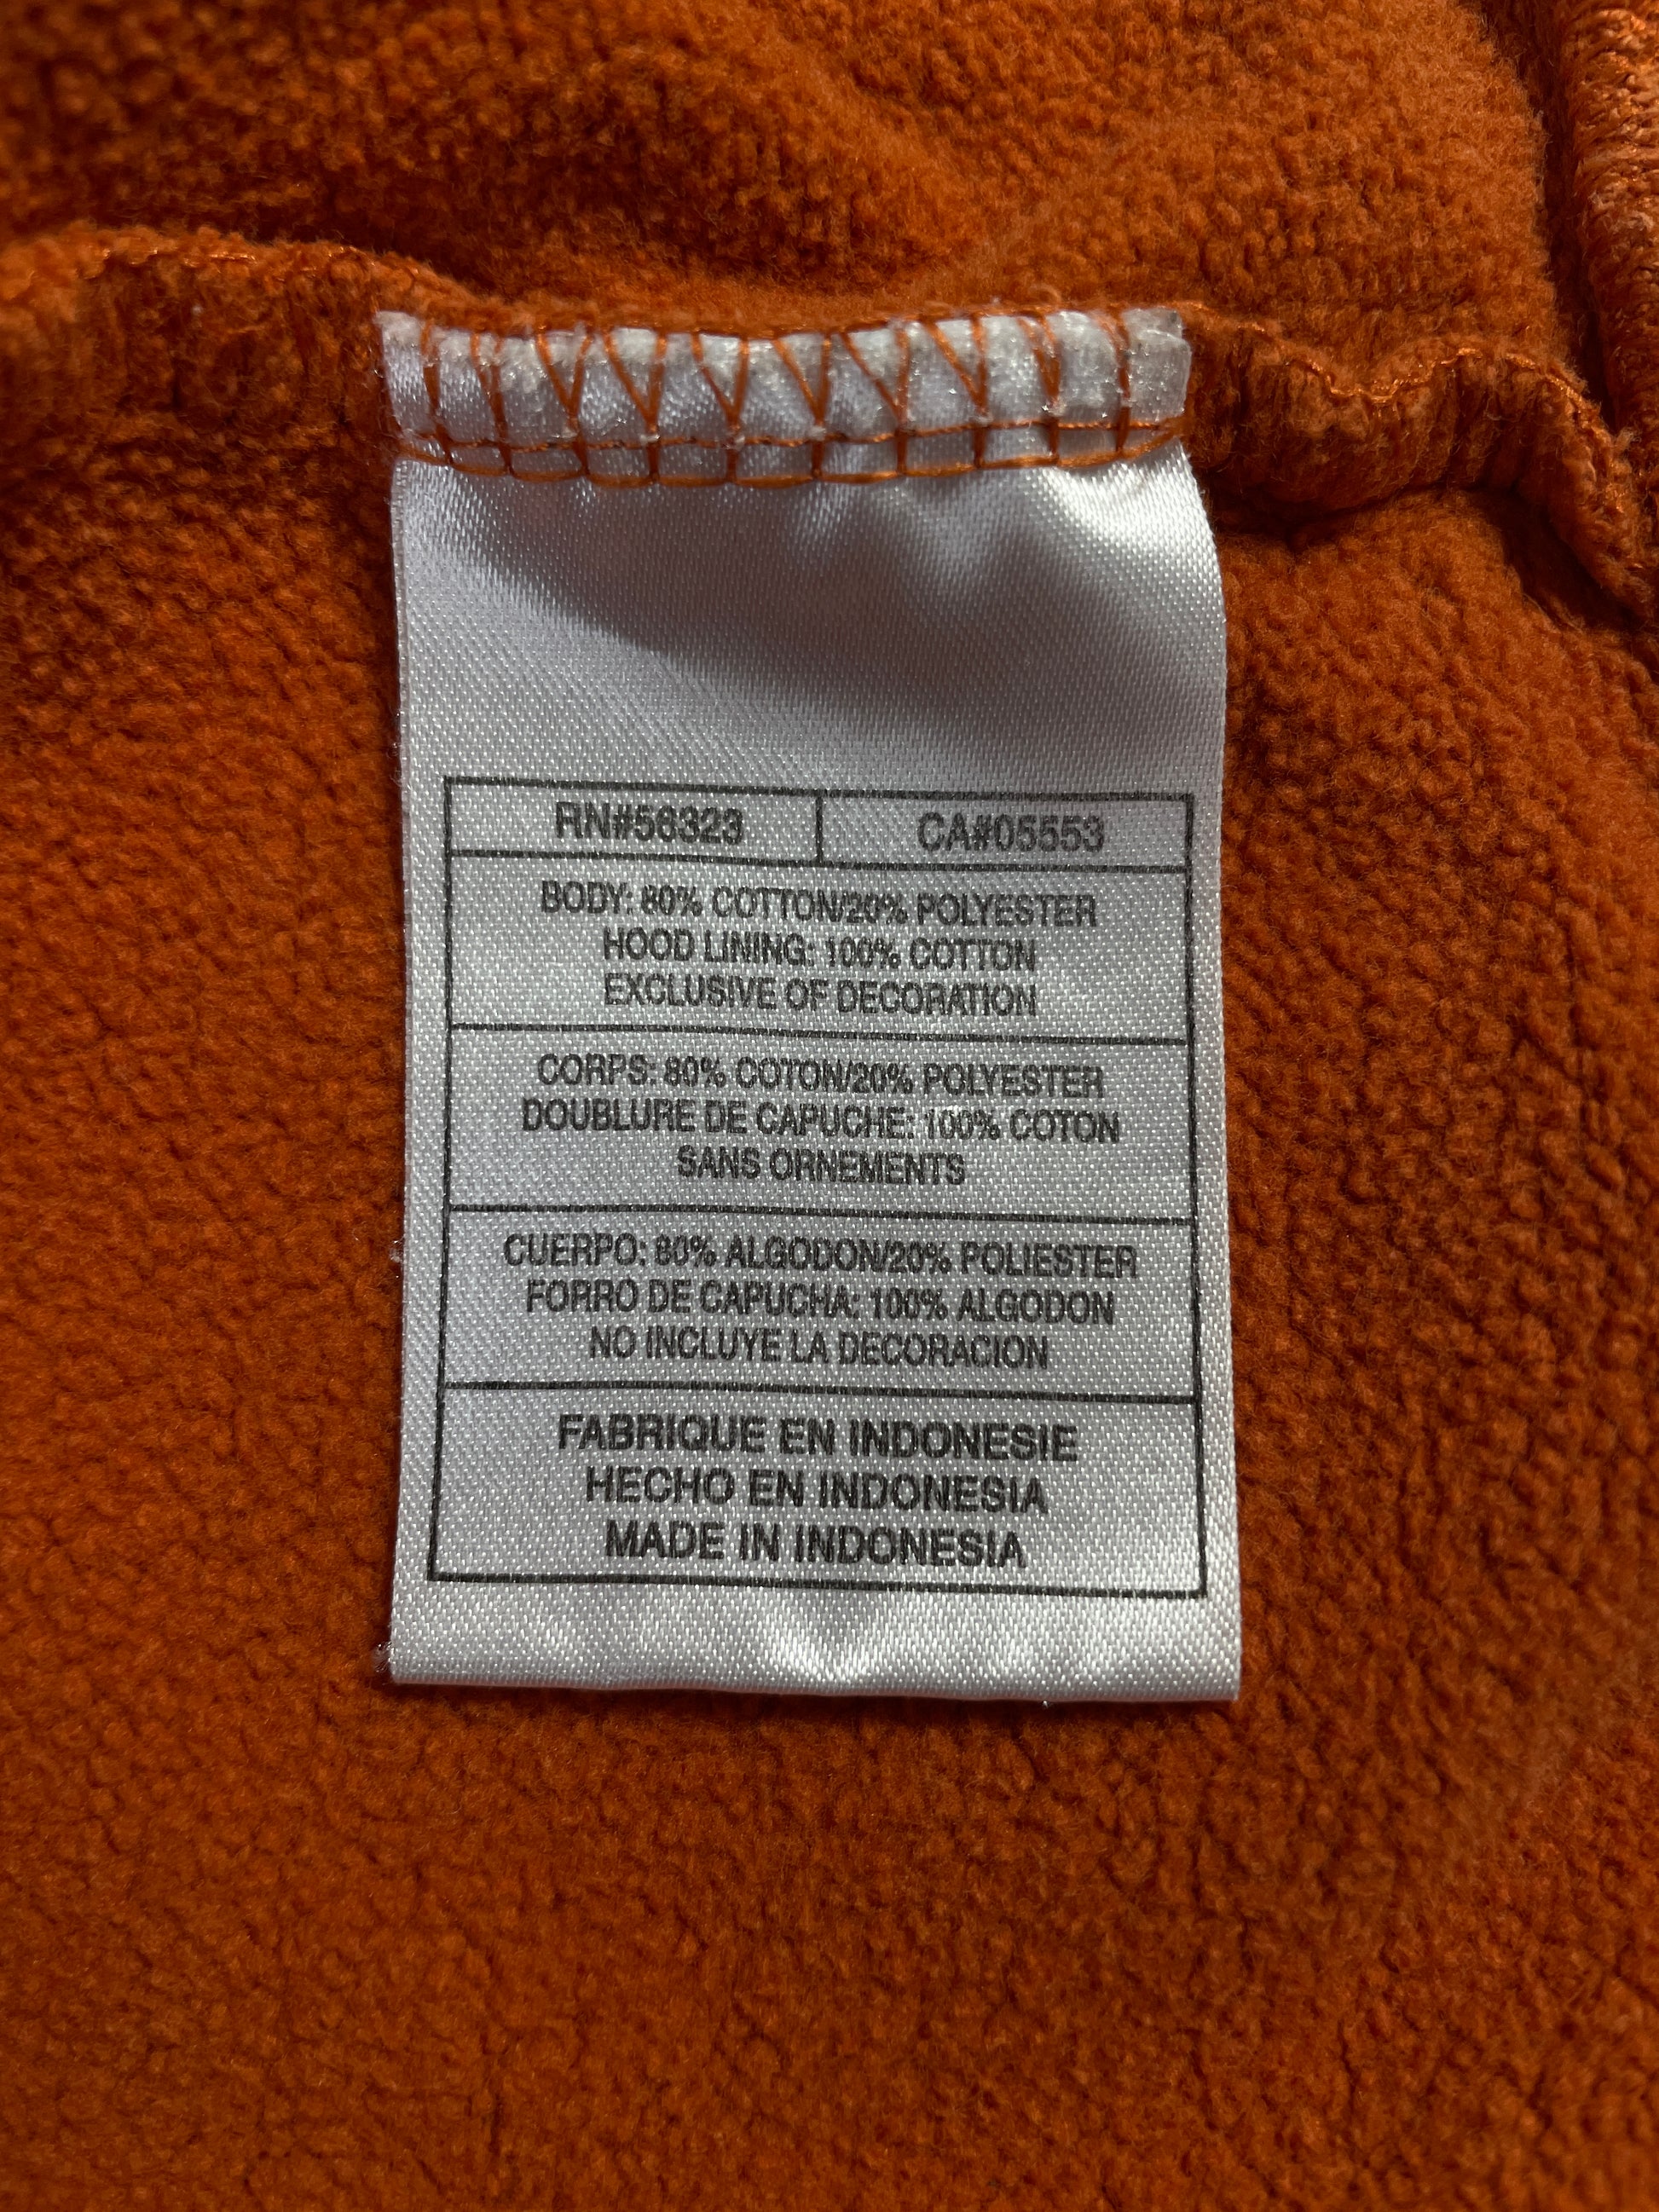 RN#56323 CA#05553
BODY: 80% COTTON/20% POLYESTER
HOOD LINING: 100% COTTON
EXCLUSIVE OF DECORATION
CORPS: 80% COTON/20% POLYESTER
DOUBLURE DE CAPUCHE: 100% COTON
SANS ORNEMENTS
CUERPO: 80% ALGODON/20% POLIESTER
FORRO DE CAPUCHA: 100% ALGODON
NO INCLUYE LA DECORACION
FABRIQUE EN INDONESIE
HECHO EN INDONESIA
MADE IN INDONESIA